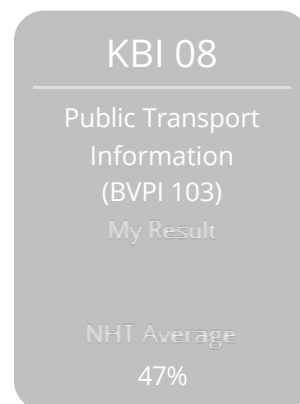 KBI 08
Public Transport
Information
(BVPI 103)
My Result
NHT Average
47%